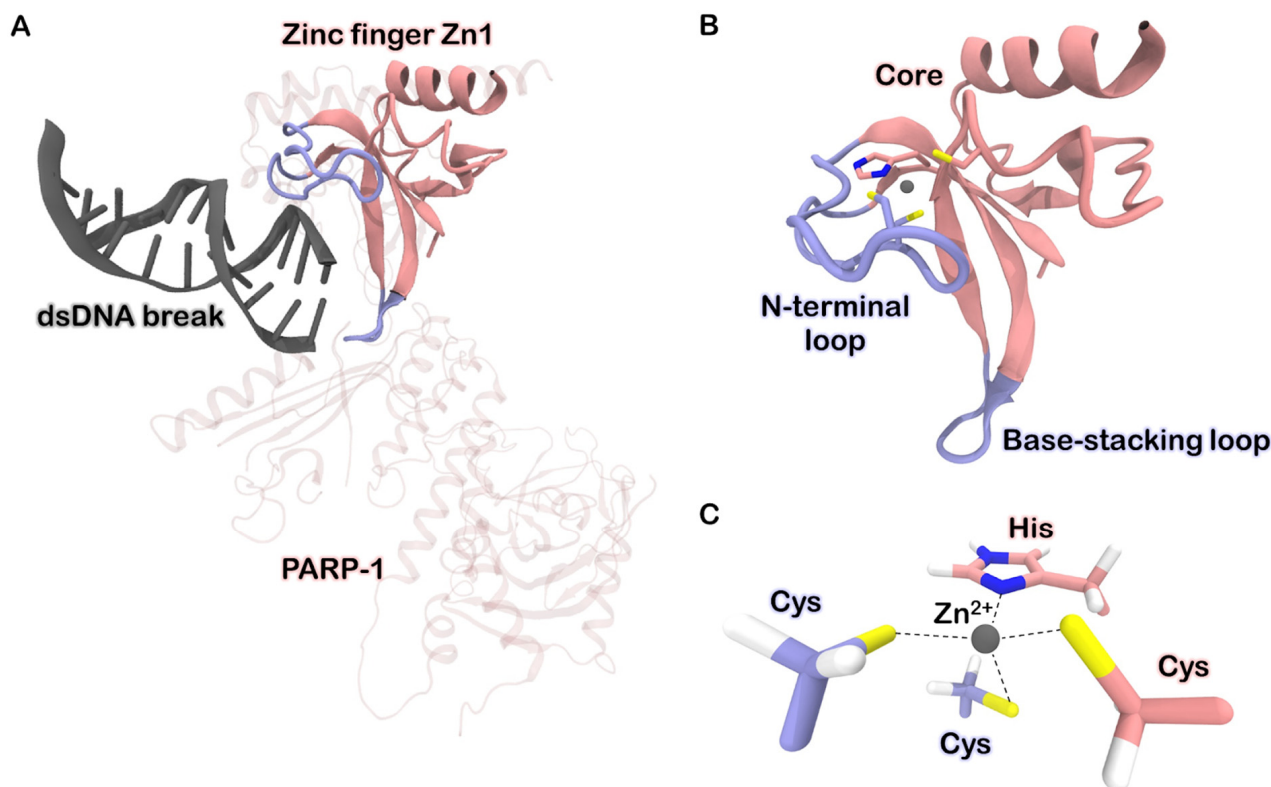 A
Zinc finger Zn1
dsDNA break
PARP-1
B
Core
N-terminal
loop
Base-stacking loop
C
His
Cys
Zn²⁺
Cys
Cys